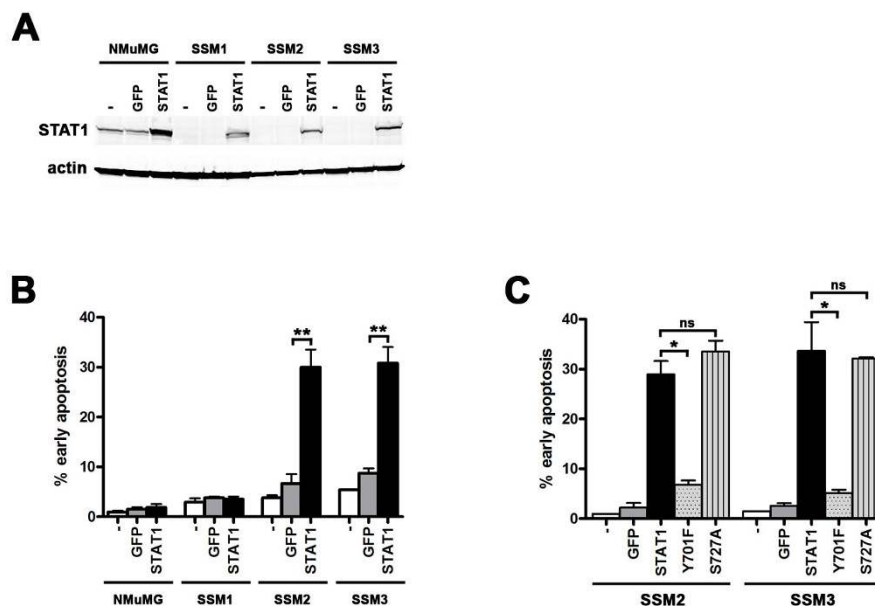 A
NMuMG SSM1 SSM2 SSM3
- GFP STAT1 - GFP STAT1 - GFP STAT1 - GFP STAT1
STAT1
actin
B
% early apoptosis
40
30
20
10
0
** **
- GFP STAT1 - GFP STAT1 - GFP STAT1 - GFP STAT1
NMuMG SSM1 SSM2 SSM3
C
% early apoptosis
40
30
20
10
0
ns
*
ns
*
- GFP STAT1 Y701F S727A - GFP STAT1 Y701F S727A
SSM2 SSM3